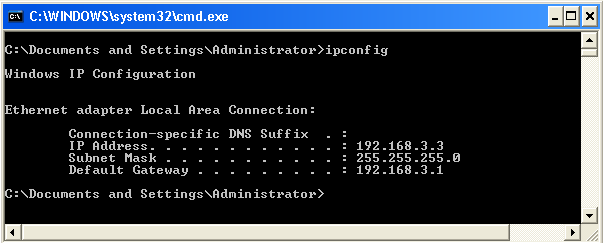 C:\WINDOWS\system32\cmd.exe
C:\Documents and Settings\Administrator>ipconfig
Windows IP Configuration
Ethernet adapter Local Area Connection:
Connection-specific DNS Suffix . :
IP Address. . . . . . . . . . . . : 192.168.3.3
Subnet Mask . . . . . . . . . . . : 255.255.255.0
Default Gateway . . . . . . . . . : 192.168.3.1
C:\Documents and Settings\Administrator>